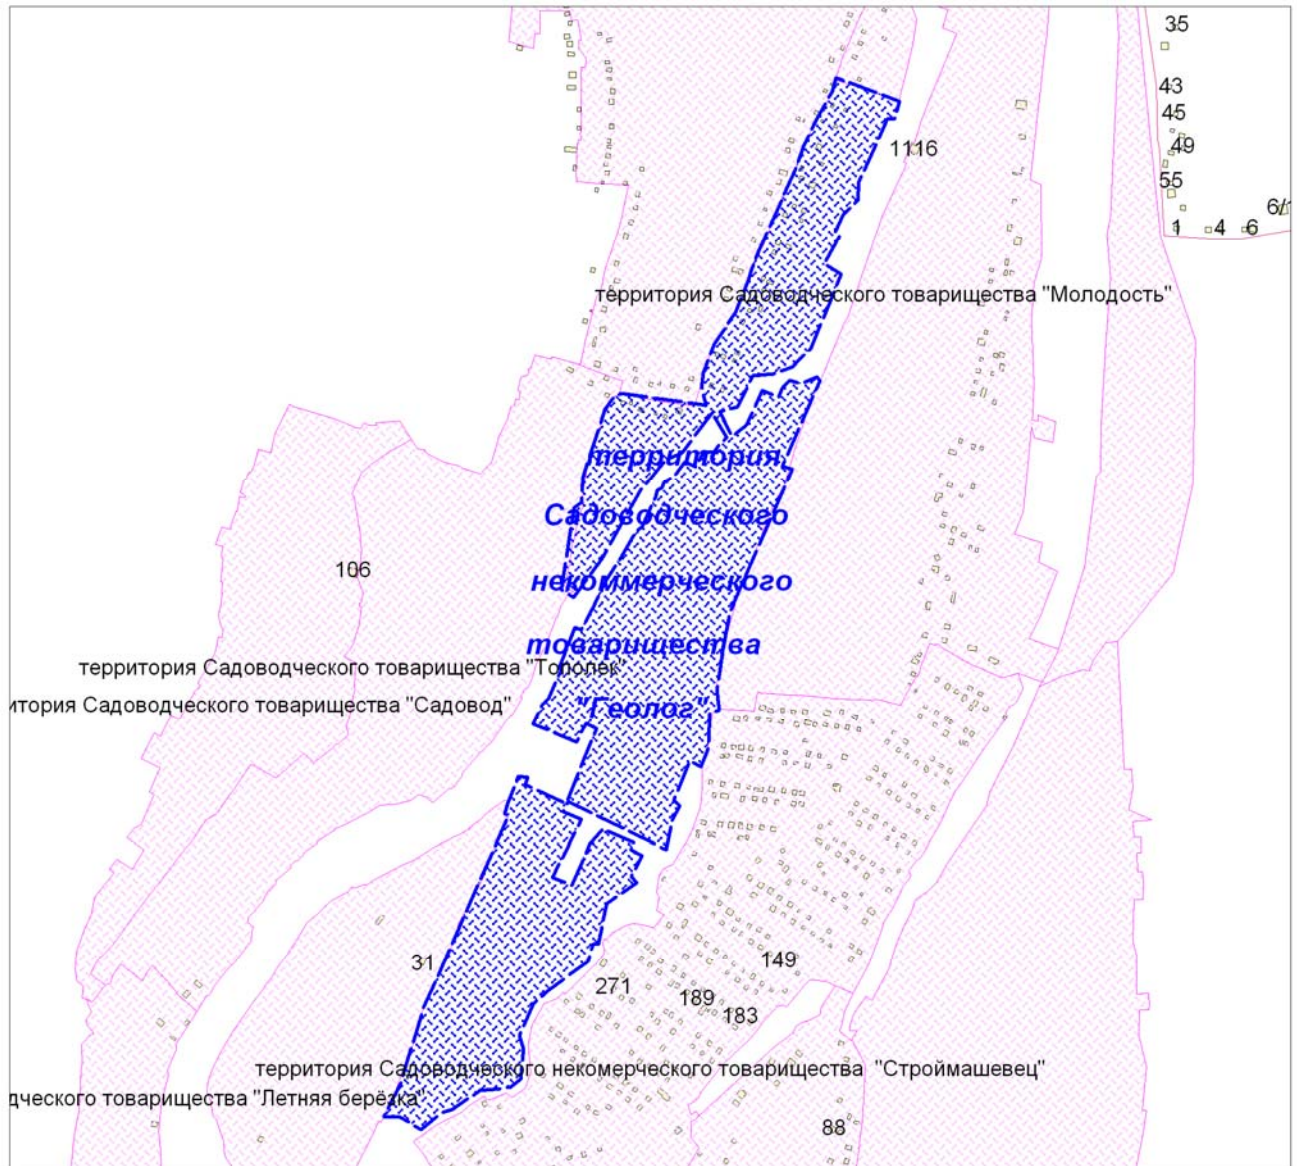 35
43
45
1116
49
55
6/1
1
4
6
территория Садоводческого товарищества "Молодость"
территория
Садоводческого
некоммерческого
товарищества
"Геолог"
106
территория Садоводческого товарищества "Тополек"
итория Садоводческого товарищества "Садовод"
31
149
271
189
183
территория Садоводческого некомерческого товарищества "Строймашевец"
дческого товарищества "Летняя берёзка"
88